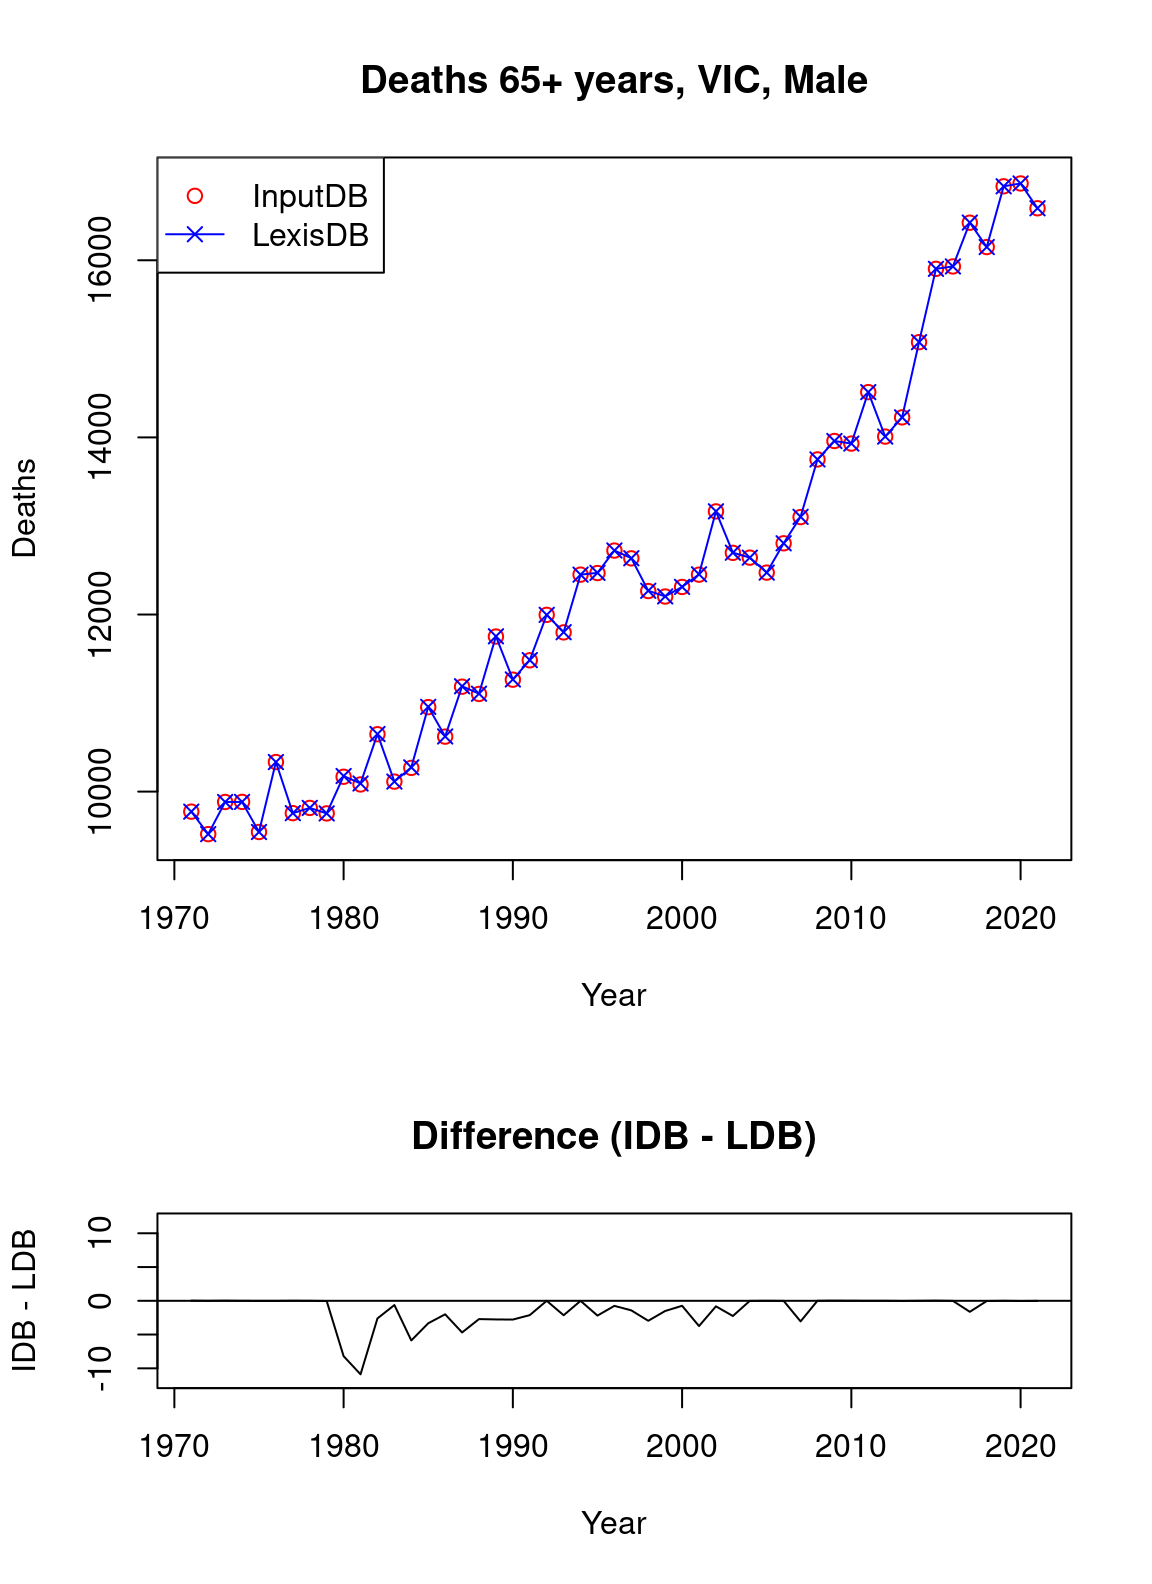 Deaths 65+ years, VIC, Male
InputDB
LexisDB
Deaths
16000
14000
12000
10000
1970 1980 1990 2000 2010 2020
Year
Difference (IDB - LDB)
IDB - LDB
10
0
-10
1970 1980 1990 2000 2010 2020
Year